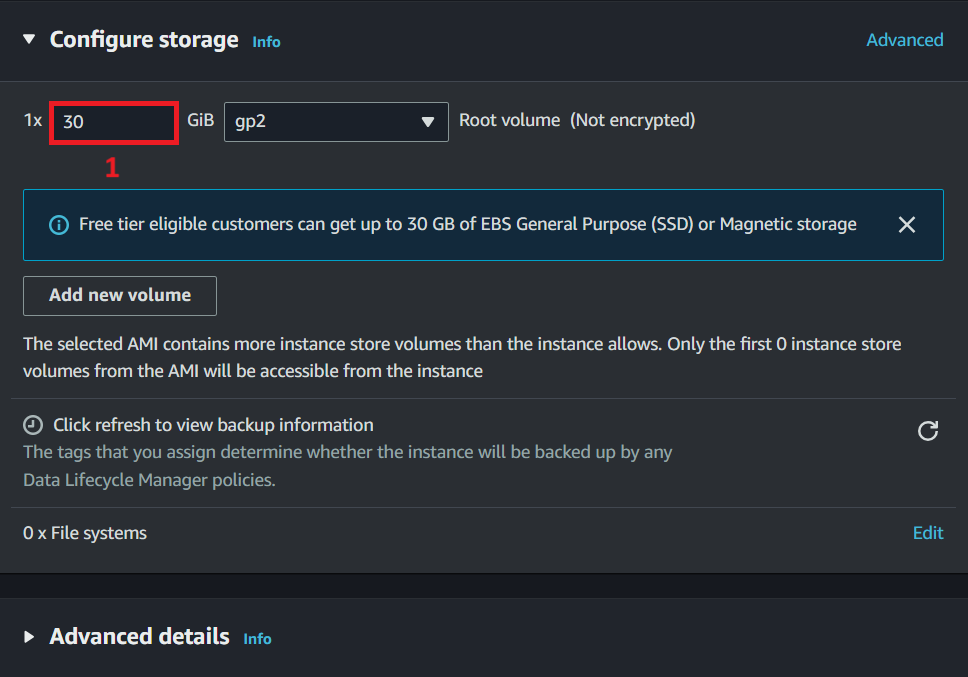 Configure storage Info Advanced
1x 30 GiB gp2 Root volume (Not encrypted)
1
Free tier eligible customers can get up to 30 GB of EBS General Purpose (SSD) or Magnetic storage
Add new volume
The selected AMI contains more instance store volumes than the instance allows. Only the first 0 instance store
volumes from the AMI will be accessible from the instance
Click refresh to view backup information
The tags that you assign determine whether the instance will be backed up by any
Data Lifecycle Manager policies.
0 x File systems Edit
Advanced details Info